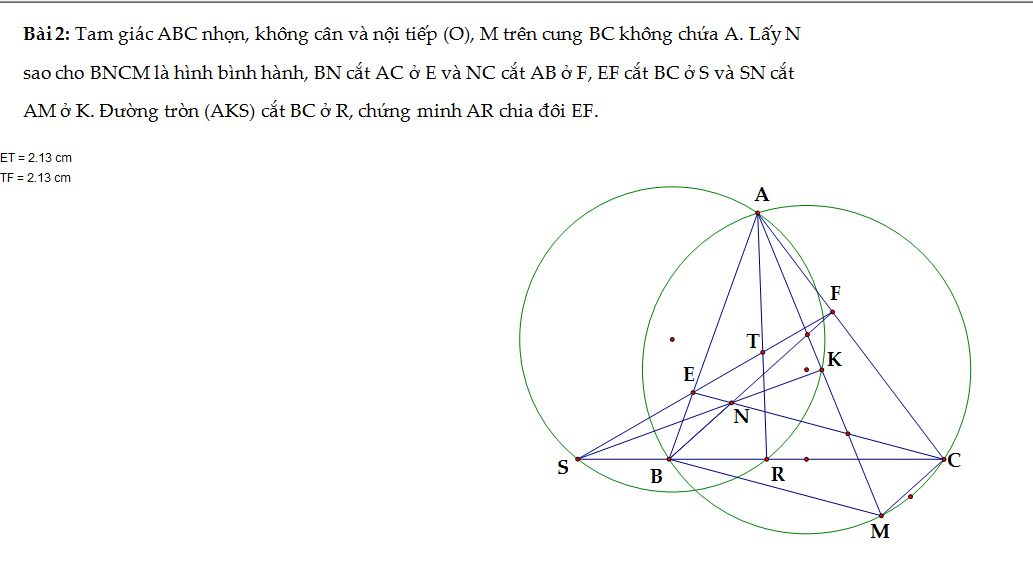 Bài 2: Tam giác ABC nhọn, không cân và nội tiếp (O), M trên cung BC không chứa A. Lấy N
sao cho BNCM là hình bình hành, BN cắt AC ở E và NC cắt AB ở F, EF cắt BC ở S và SN cắt
AM ở K. Đường tròn (AKS) cắt BC ở R, chứng minh AR chia đôi EF.
ET = 2.13 cm
TF = 2.13 cm
A
F
T
K
E
N
S
B
R
C
M